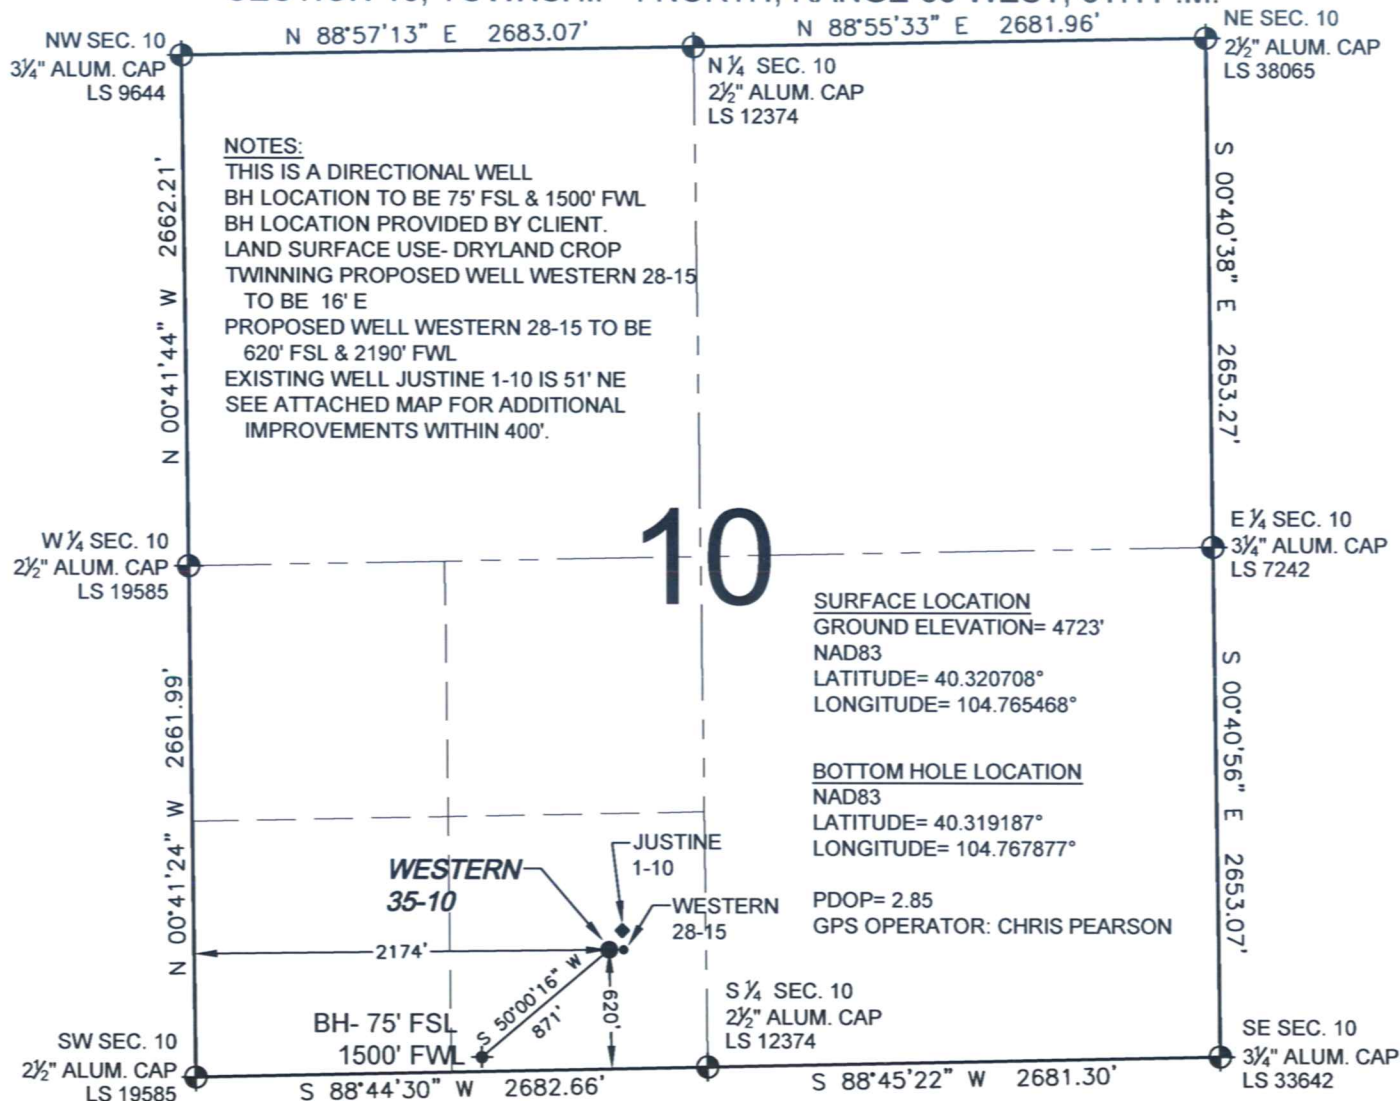 N 88°57'13" E 2683.07'
N 88°55'33" E 2681.96'
NW SEC. 10
3¼" ALUM. CAP
LS 9644
N ¼ SEC. 10
2½" ALUM. CAP
LS 12374
NE SEC. 10
2½" ALUM. CAP
LS 38065
NOTES:
THIS IS A DIRECTIONAL WELL
BH LOCATION TO BE 75' FSL & 1500' FWL
BH LOCATION PROVIDED BY CLIENT.
LAND SURFACE USE- DRYLAND CROP
TWINNING PROPOSED WELL WESTERN 28-15
TO BE 16' E
PROPOSED WELL WESTERN 28-15 TO BE
620' FSL & 2190' FWL
EXISTING WELL JUSTINE 1-10 IS 51' NE
SEE ATTACHED MAP FOR ADDITIONAL
IMPROVEMENTS WITHIN 400'.
N 00°41'44" W 2662.21'
S 00°40'38" E 2653.27'
10
W ¼ SEC. 10
2½" ALUM. CAP
LS 19585
E ¼ SEC. 10
3¼" ALUM. CAP
LS 7242
SURFACE LOCATION
GROUND ELEVATION= 4723'
NAD83
LATITUDE= 40.320708°
LONGITUDE= 104.765468°
BOTTOM HOLE LOCATION
NAD83
LATITUDE= 40.319187°
LONGITUDE= 104.767877°
PDOP= 2.85
GPS OPERATOR: CHRIS PEARSON
N 00°41'24" W 2661.99'
S 00°40'56" E 2653.07'
JUSTINE
1-10
WESTERN
35-10
WESTERN
28-15
2174'
S 50°00'16" W
871'
620'
BH- 75' FSL
1500' FWL
SW SEC. 10
2½" ALUM. CAP
LS 19585
S ¼ SEC. 10
2½" ALUM. CAP
LS 12374
SE SEC. 10
3¼" ALUM. CAP
LS 33642
S 88°44'30" W 2682.66'
S 88°45'22" W 2681.30'